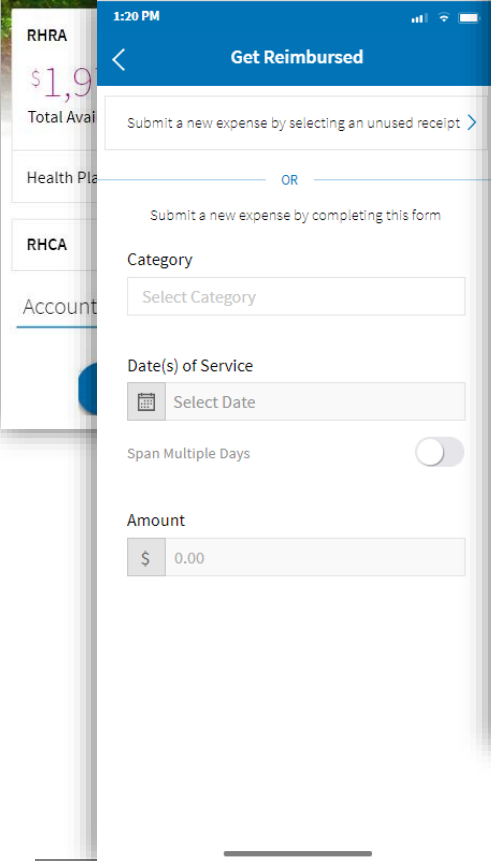 RHRA
$1,9
Total Avai
Health Pla
RHCA
Account
1:20 PM
Get Reimbursed
Submit a new expense by selecting an unused receipt
OR
Submit a new expense by completing this form
Category
Select Category
Date(s) of Service
Select Date
Span Multiple Days
Amount
$ 0.00